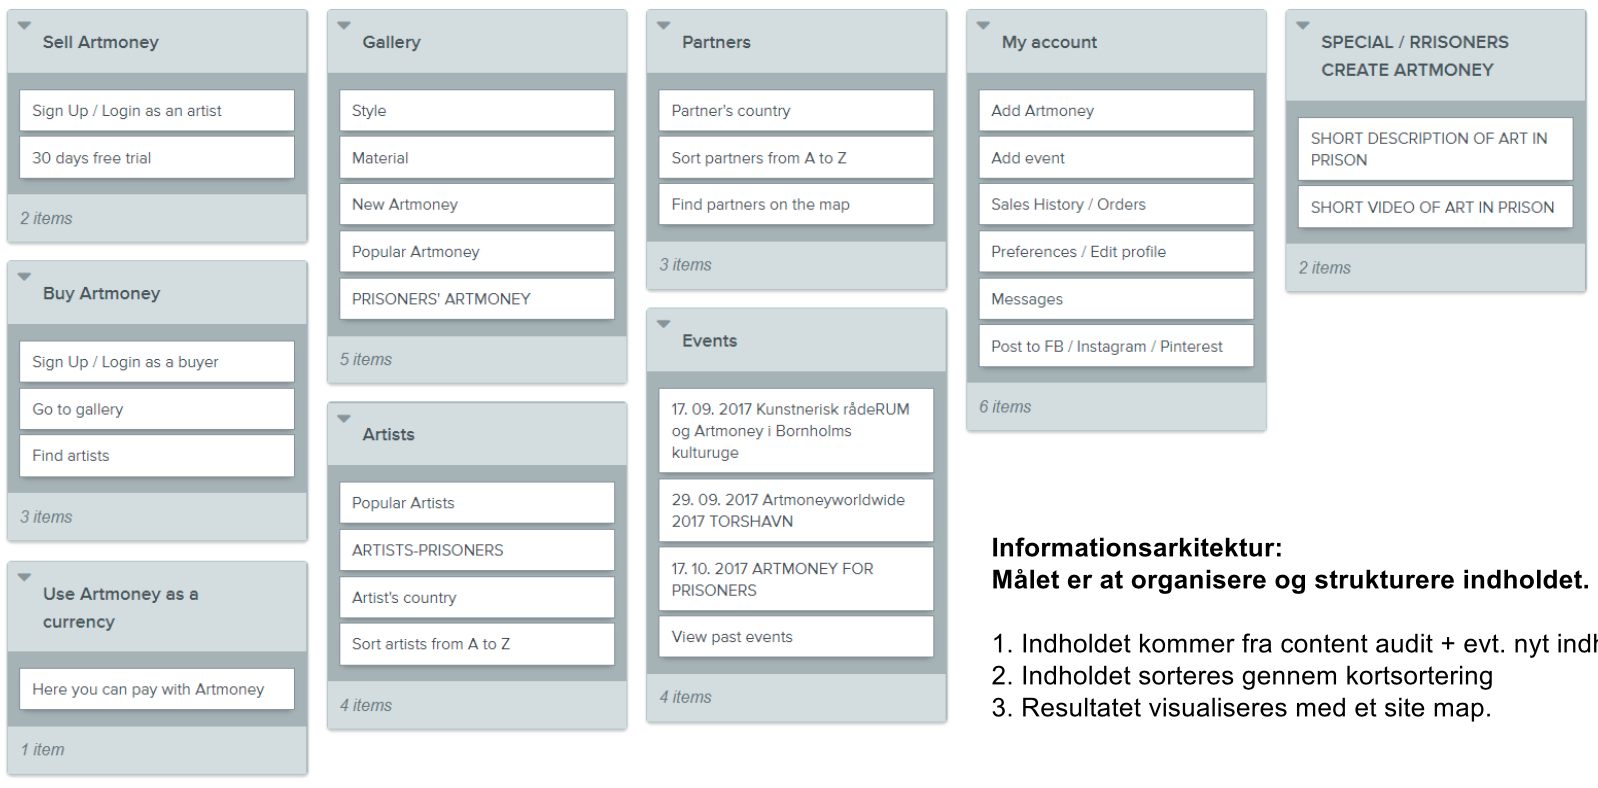 Sell Artmoney
Sign Up / Login as an artist
30 days free trial
2 items
Buy Artmoney
Sign Up / Login as a buyer
Go to gallery
Find artists
3 items
Use Artmoney as a
currency
Here you can pay with Artmoney
1 item
Gallery
Style
Material
New Artmoney
Popular Artmoney
PRISONERS' ARTMONEY
5 items
Artists
Popular Artists
ARTISTS-PRISONERS
Artist's country
Sort artists from A to Z
4 items
Partners
Partner's country
Sort partners from A to Z
Find partners on the map
3 items
Events
17. 09. 2017 Kunstnerisk rådeRUM
og Artmoney i Bornholms
kulturuge
29. 09. 2017 Artmoneyworldwide
2017 TORSHAVN
17. 10. 2017 ARTMONEY FOR
PRISONERS
View past events
4 items
My account
Add Artmoney
Add event
Sales History / Orders
Preferences / Edit profile
Messages
Post to FB / Instagram / Pinterest
6 items
SPECIAL / RRISONERS
CREATE ARTMONEY
SHORT DESCRIPTION OF ART IN
PRISON
SHORT VIDEO OF ART IN PRISON
2 items
Informationsarkitektur:
Målet er at organisere og strukturere indholdet.
1. Indholdet kommer fra content audit + evt. nyt
2. Indholdet sorteres gennem kortsortering
3. Resultatet visualiseres med et site map.